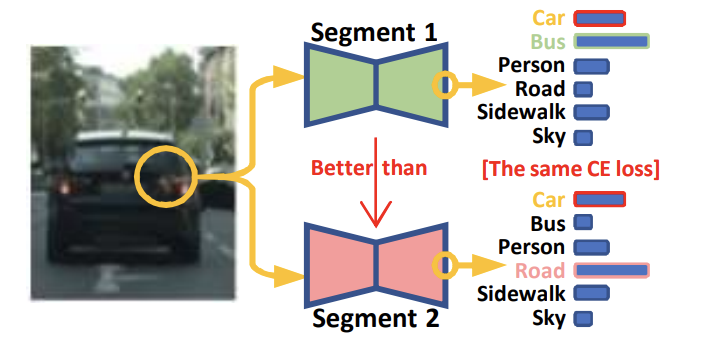 Segment 1
Car
Bus
Person
Road
Sidewalk
Sky
Better than
[The same CE loss]
Car
Bus
Person
Road
Sidewalk
Sky
Segment 2